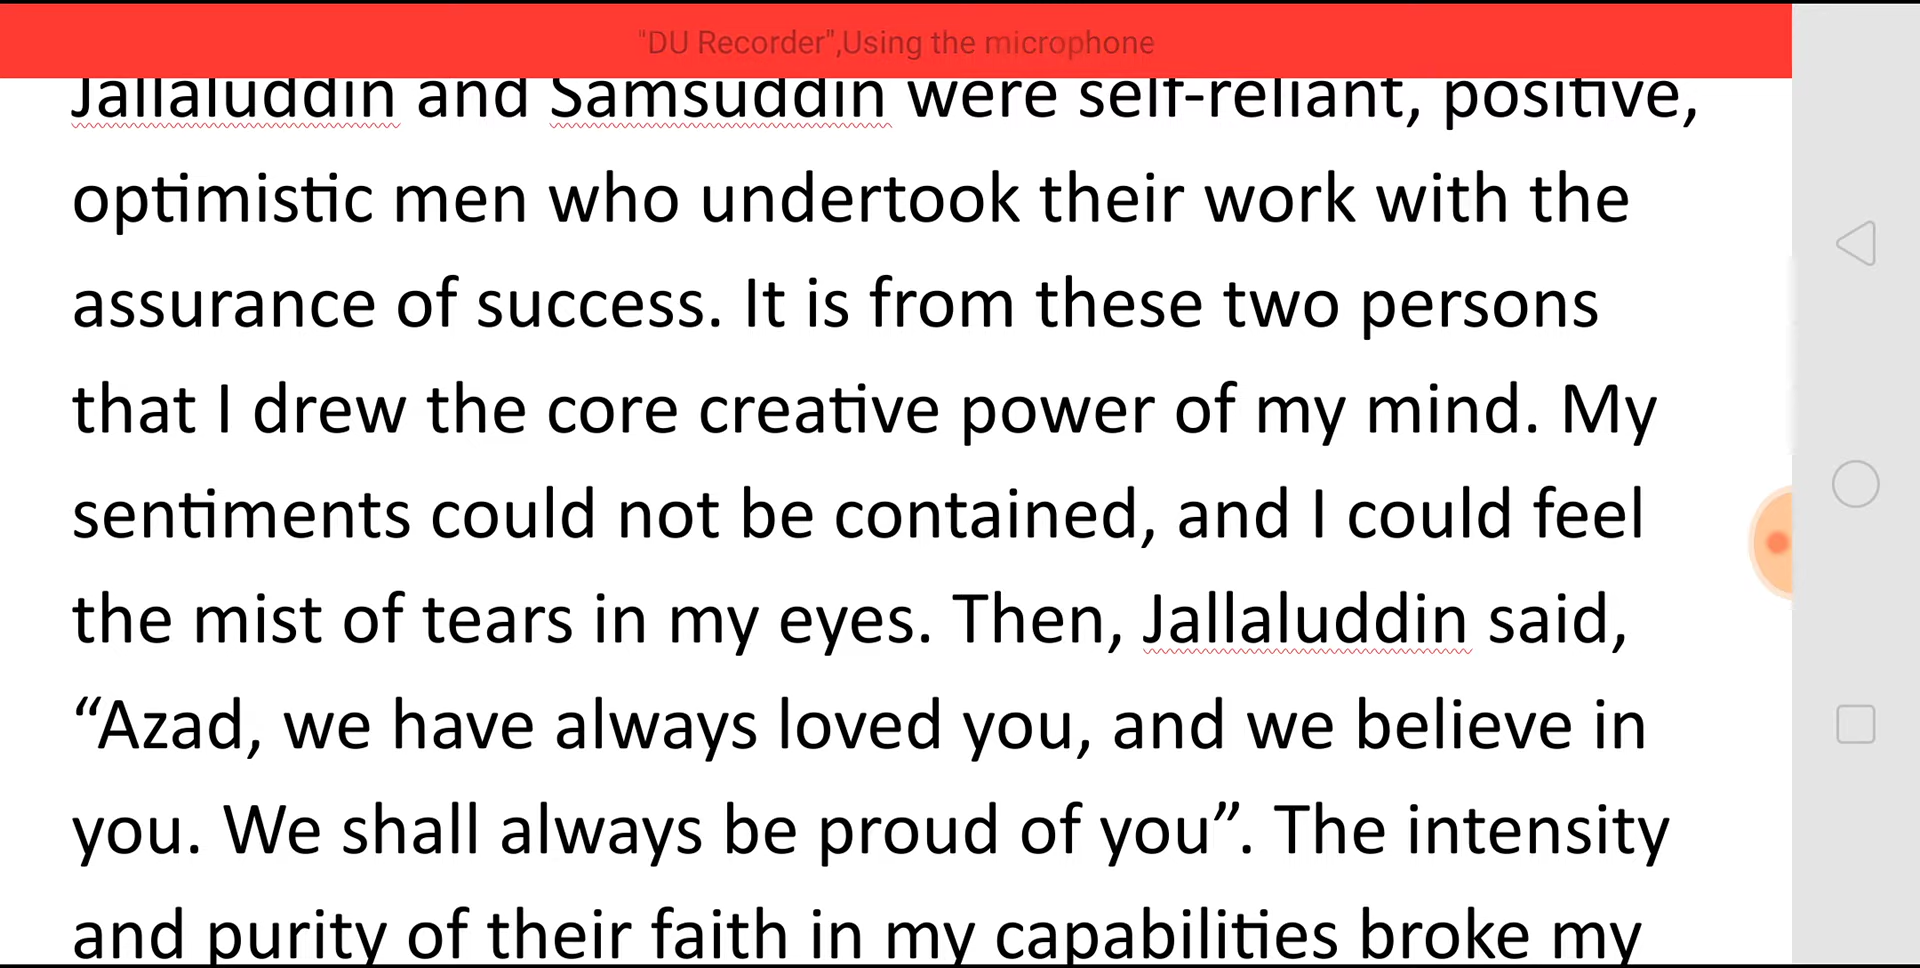 "DU Recorder",Using the microphone
Jallaluddin and Samsuddin were self-reliant, positive,
optimistic men who undertook their work with the
assurance of success. It is from these two persons
that I drew the core creative power of my mind. My
sentiments could not be contained, and I could feel
the mist of tears in my eyes. Then, Jallaluddin said,
“Azad, we have always loved you, and we believe in
you. We shall always be proud of you”. The intensity
and purity of their faith in my capabilities broke my